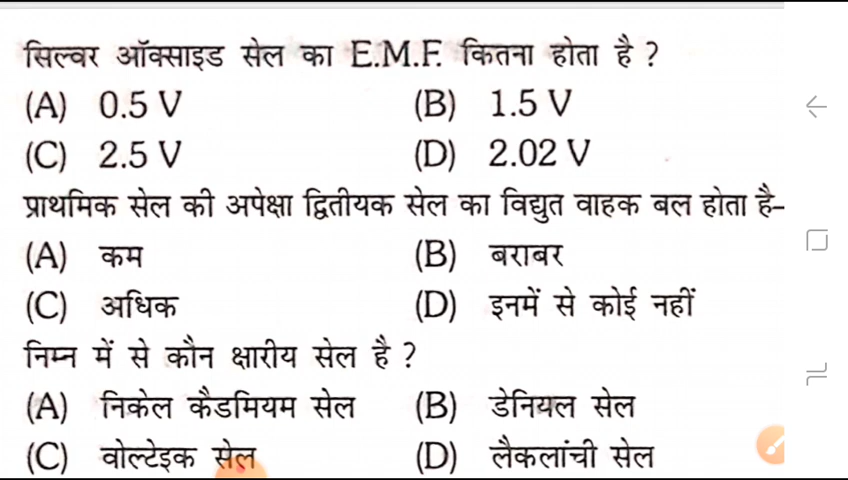 सिल्वर ऑक्साइड सेल का E.M.F. कितना होता है ?
(A) 0.5 V (B) 1.5 V
(C) 2.5 V (D) 2.02 V
प्राथमिक सेल की अपेक्षा द्वितीयक सेल का विद्युत वाहक बल होता है-
(A) कम (B) बराबर
(C) अधिक (D) इनमें से कोई नहीं
निम्न में से कौन क्षारीय सेल है ?
(A) निकेल कैडमियम सेल (B) डेनियल सेल
(C) वोल्टेइक सेल (D) लैकलांची सेल